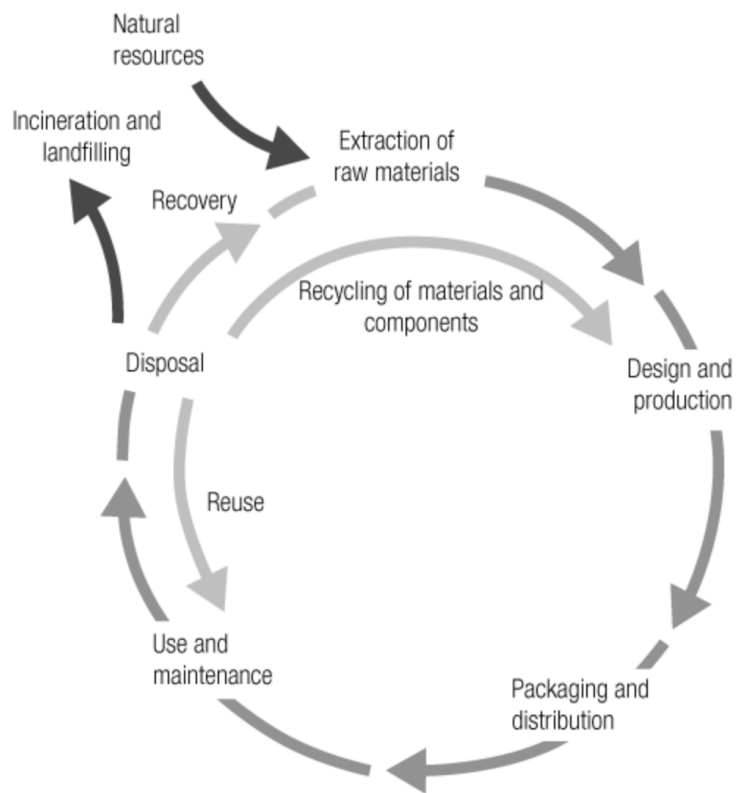 Natural
resources
Incineration and
landfilling
Extraction of
raw materials
Recovery
Recycling of materials and
components
Disposal
Design and
production
Reuse
Use and
maintenance
Packaging and
distribution